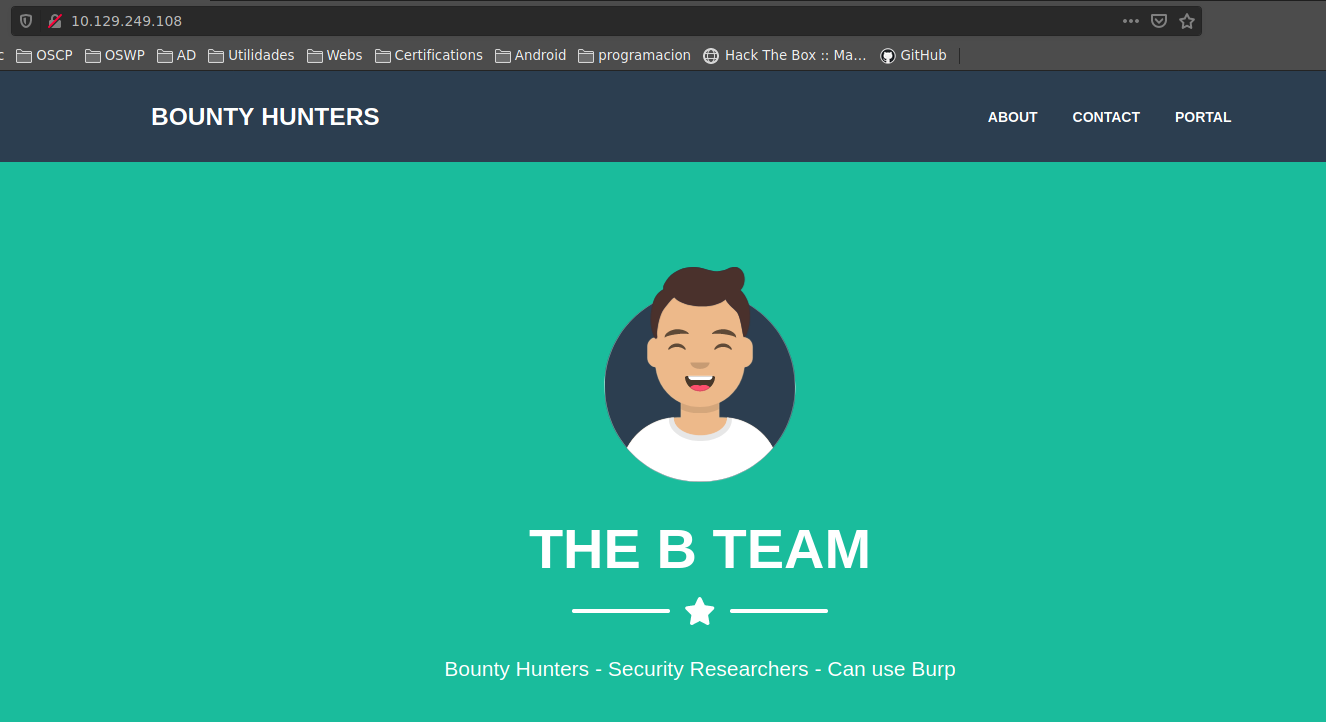 10.129.249.108
c OSCP OSWP AD Utilidades Webs Certifications Android programacion Hack The Box :: Ma... GitHub
BOUNTY HUNTERS ABOUT CONTACT PORTAL
THE B TEAM
Bounty Hunters - Security Researchers - Can use Burp